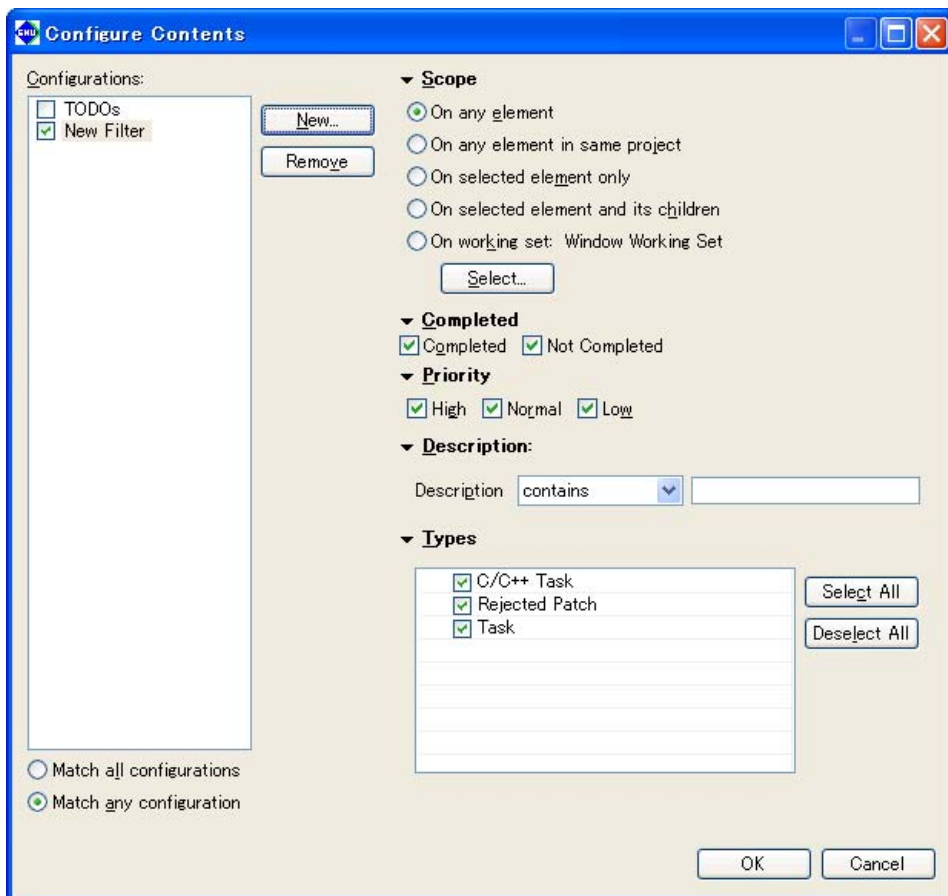 Configure Contents
Configurations:
TODOs
New Filter
New...
Remove
Match all configurations
Match any configuration
Scope
On any element
On any element in same project
On selected element only
On selected element and its children
On working set: Window Working Set
Select...
Completed
Completed Not Completed
Priority
High Normal Low
Description:
Description contains
Types
C/C++ Task
Rejected Patch
Task
Select All
Deselect All
OK Cancel